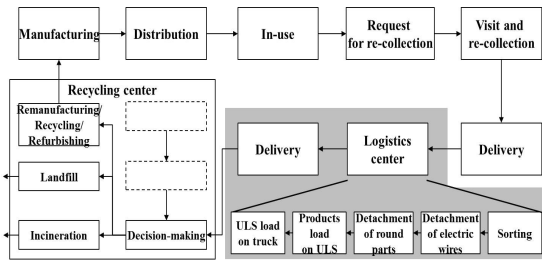 Manufacturing
Distribution
In-use
Request
for re-collection
Visit and
re-collection
Recycling center
Remanufacturing/
Recycling/
Refurbishing
Landfill
Incineration
Decision-making
Delivery
Logistics
center
Delivery
ULS load
on truck
Products
load
on ULS
Detachment
of round
parts
Detachment
of electric
wires
Sorting